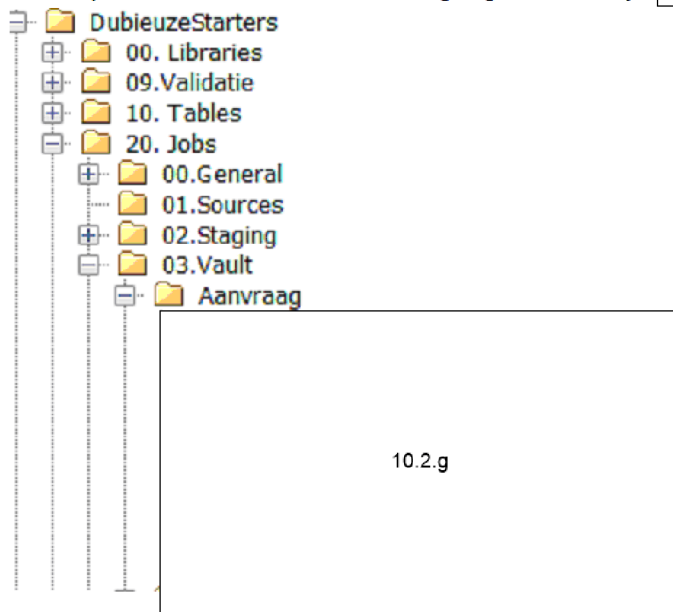 DubieuzeStarters
00. Libraries
09.Validatie
10. Tables
20. Jobs
00.General
01.Sources
02.Staging
03.Vault
Aanvraag
10.2.g